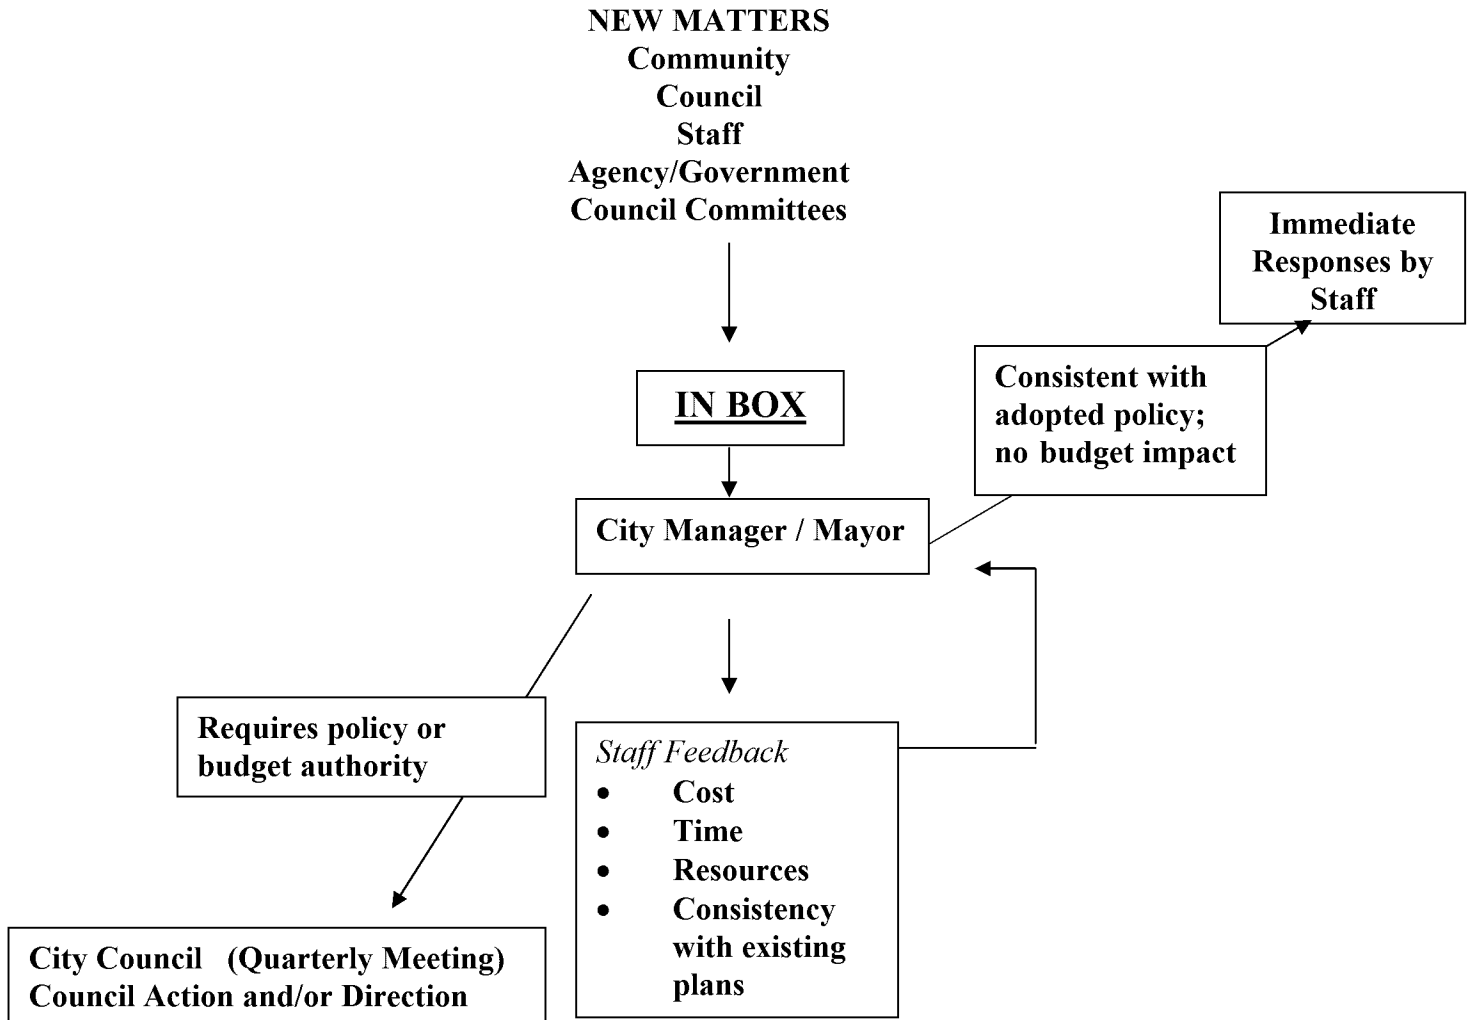 NEW MATTERS
Community
Council
Staff
Agency/Government
Council Committees
Immediate
Responses by
Staff
Consistent with
adopted policy;
no budget impact
IN BOX
City Manager / Mayor
Requires policy or
budget authority
Staff Feedback
• Cost
• Time
• Resources
• Consistency
with existing
plans
City Council (Quarterly Meeting)
Council Action and/or Direction